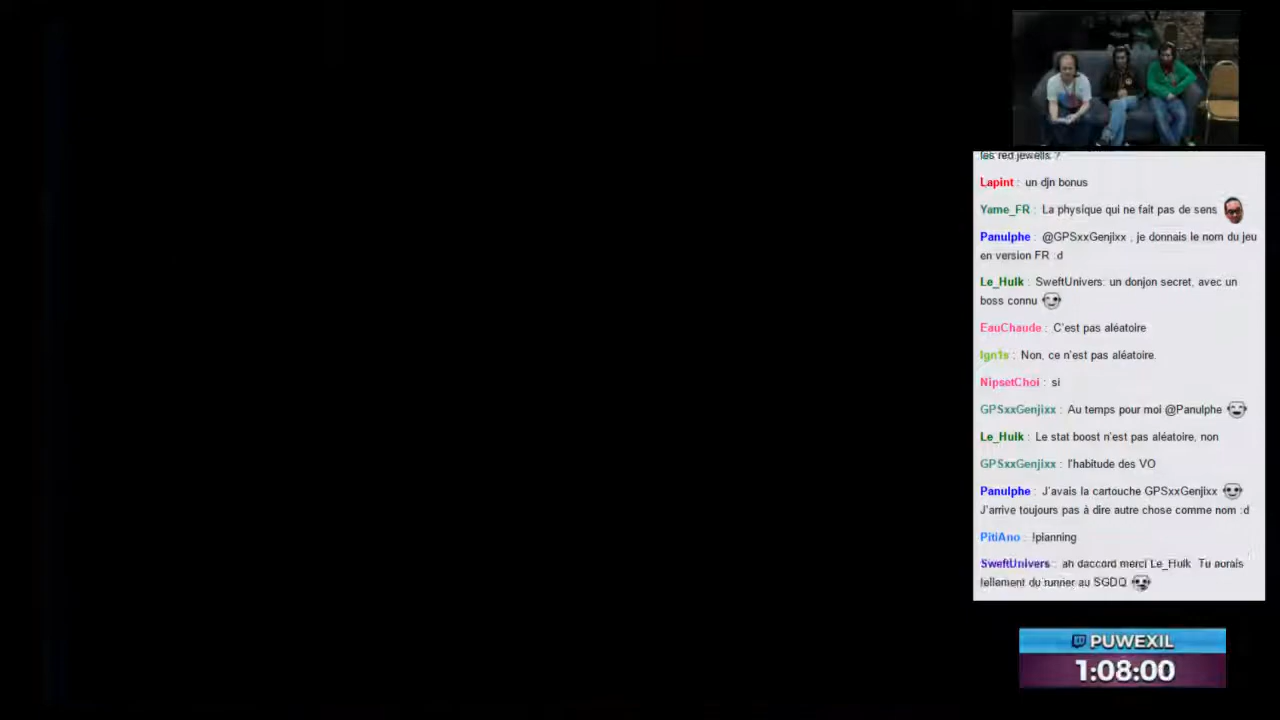 les red jewells ?
Lapint : un djn bonus
Yame_FR : La physique qui ne fait pas de sens
Panulphe : @GPSxxGenjixx , je donnais le nom du jeu
en version FR :d
Le_Hulk : SweftUnivers: un donjon secret, avec un
boss connu
EauChaude : C'est pas aléatoire
Ign1s : Non, ce n'est pas aléatoire.
NipsetChoi : si
GPSxxGenjixx : Au temps pour moi @Panulphe
Le_Hulk : Le stat boost n'est pas aléatoire, non
GPSxxGenjixx : l'habitude des VO
Panulphe : J'avais la cartouche GPSxxGenjixx
J'arrive toujours pas à dire autre chose comme nom :d
PitiAno : !planning
SweftUnivers : ah daccord merci Le_Hulk Tu aurais
tellement du runner au SGDQ
PUWEXIL
1:08:00